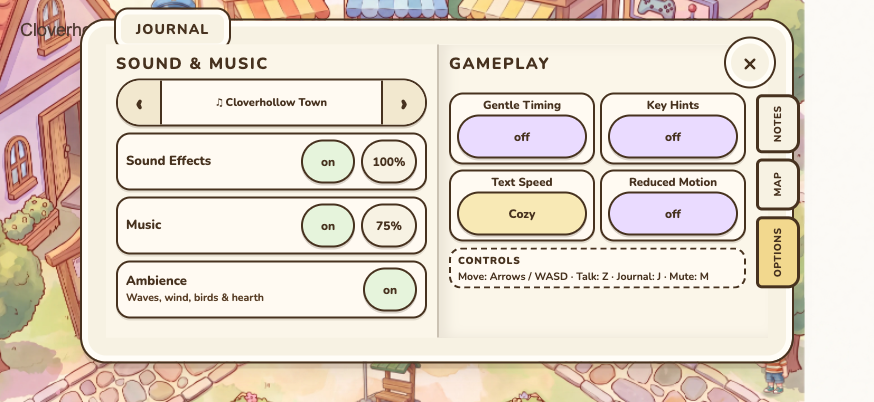 Cloverho
JOURNAL
SOUND & MUSIC
‹
♫ Cloverhollow Town
›
Sound Effects
on
100%
Music
on
75%
Ambience
Waves, wind, birds & hearth
on
GAMEPLAY
×
Gentle Timing
off
Key Hints
off
Text Speed
Cozy
Reduced Motion
off
CONTROLS
Move: Arrows / WASD · Talk: Z · Journal: J · Mute: M
NOTES
MAP
OPTIONS